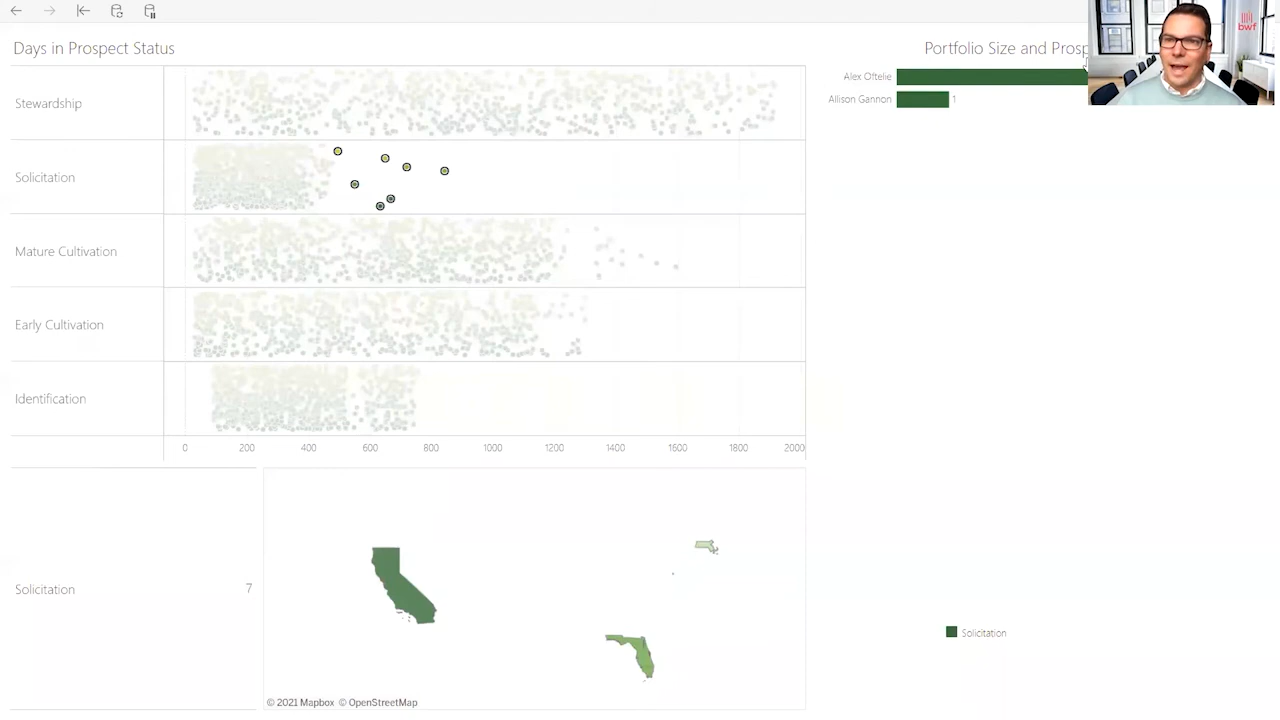 Days in Prospect Status
Portfolio Size and Prosp
bwf
Stewardship
Solicitation
Mature Cultivation
Early Cultivation
Identification
0 200 400 600 800 1000 1200 1400 1600 1800 2000
Alex Oftelie
Allison Gannon 1
Solicitation 7
© 2021 Mapbox © OpenStreetMap
Solicitation